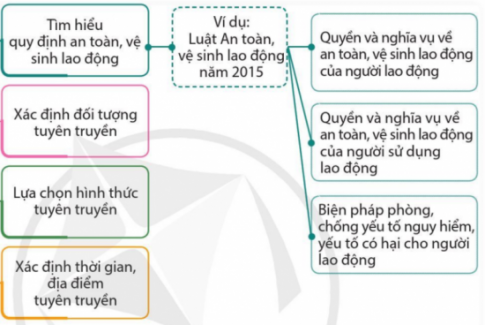 Tìm hiểu
quy định an toàn, vệ
sinh lao động
Ví dụ:
Luật An toàn,
vệ sinh lao động
năm 2015
Quyền và nghĩa vụ về
an toàn, vệ sinh lao động
của người lao động
Xác định đối tượng
tuyên truyền
Quyền và nghĩa vụ về
an toàn, vệ sinh lao động
của người sử dụng
lao động
Lựa chọn hình thức
tuyên truyền
Biện pháp phòng,
chống yếu tố nguy hiểm,
yếu tố có hại cho người
lao động
Xác định thời gian,
địa điểm
tuyên truyền